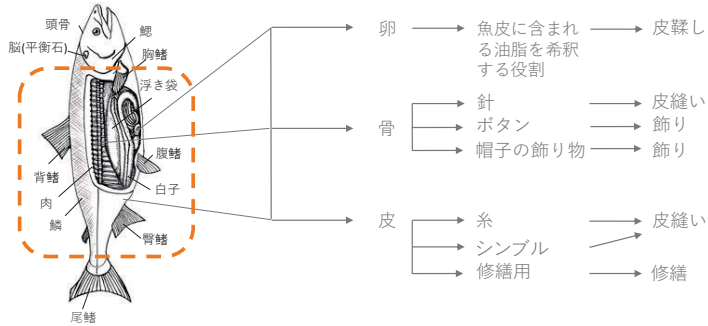 頭骨
鰓
脳(平衡石)
胸鰭
浮き袋
腹鰭
背鰭
白子
肉
鱗
臀鰭
尾鰭
卵
魚皮に含まれ
る油脂を希釈
する役割
皮鞣し
骨
針
皮縫い
ボタン
飾り
帽子の飾り物
飾り
皮
糸
皮縫い
シンブル
修繕用
修繕